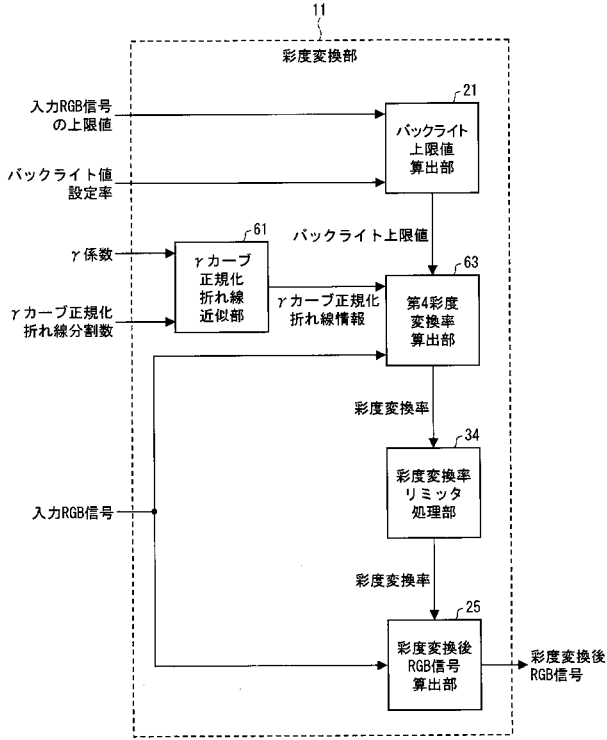 11
彩度変換部
入力RGB信号
の上限値
21
バックライト
上限値
算出部
バックライト値
設定率
バックライト上限値
γ係数
61
γカーブ
正規化
折れ線
近似部
63
γカーブ正規化
折れ線分割数
γカーブ正規化
折れ線情報
第4彩度
変換率
算出部
彩度変換率
34
彩度変換率
リミッタ
処理部
入力RGB信号
彩度変換率
25
彩度変換後
RGB信号
算出部
彩度変換後
RGB信号